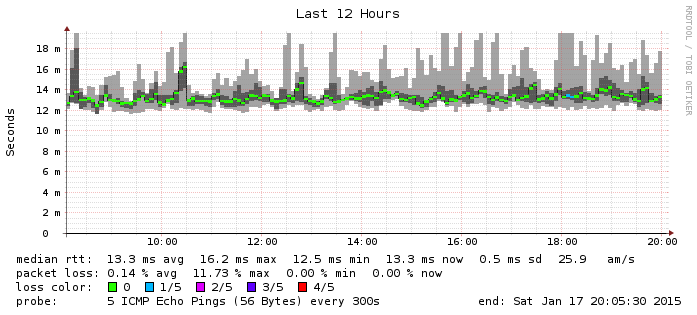 Last 12 Hours
RRDTOOL / TOBI OETIKER
Seconds
18 m
16 m
14 m
12 m
10 m
8 m
6 m
4 m
2 m
0
10:00 12:00 14:00 16:00 18:00 20:00
median rtt: 13.3 ms avg 16.2 ms max 12.5 ms min 13.3 ms now 0.5 ms sd 25.9 am/s
packet loss: 0.14 % avg 11.73 % max 0.00 % min 0.00 % now
loss color: 0 1/5 2/5 3/5 4/5
probe: 5 ICMP Echo Pings (56 Bytes) every 300s end: Sat Jan 17 20:05:30 2015